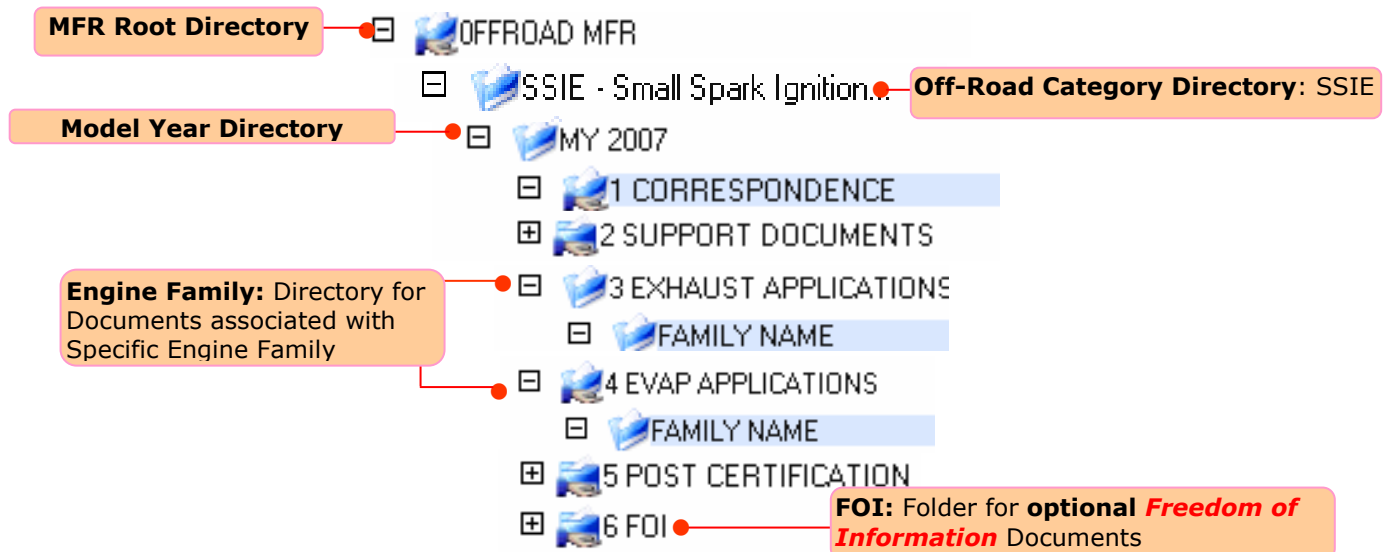 MFR Root Directory
OFFROAD MFR
SSIE - Small Spark Ignition...
Off-Road Category Directory: SSIE
Model Year Directory
MY 2007
1 CORRESPONDENCE
2 SUPPORT DOCUMENTS
Engine Family: Directory for
Documents associated with
Specific Engine Family
3 EXHAUST APPLICATIONS
FAMILY NAME
4 EVAP APPLICATIONS
FAMILY NAME
5 POST CERTIFICATION
6 FOI
FOI: Folder for optional Freedom of
Information Documents